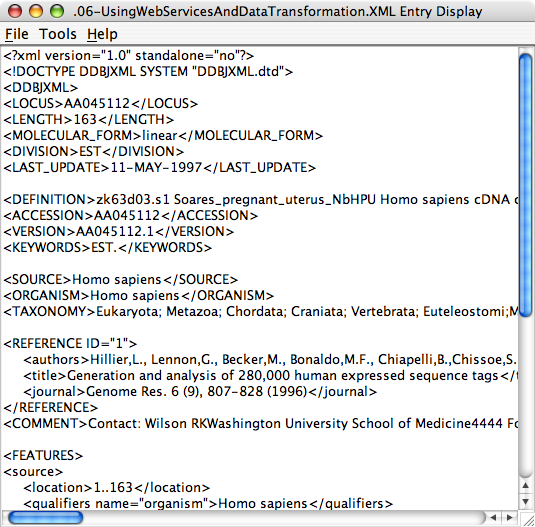 .06-UsingWebServicesAndDataTransformation.XML Entry Display
File Tools Help
<?xml version="1.0" standalone="no"?>
<!DOCTYPE DDBJXML SYSTEM "DDBJXML.dtd">
<DDBJXML>
<LOCUS>AA045112</LOCUS>
<LENGTH>163</LENGTH>
<MOLECULAR_FORM>linear</MOLECULAR_FORM>
<DIVISION>EST</DIVISION>
<LAST_UPDATE>11-MAY-1997</LAST_UPDATE>
<DEFINITION>zk63d03.s1 Soares_pregnant_uterus_NbHPU Homo sapiens cDNA
<ACCESSION>AA045112</ACCESSION>
<VERSION>AA045112.1</VERSION>
<KEYWORDS>EST.</KEYWORDS>
<SOURCE>Homo sapiens</SOURCE>
<ORGANISM>Homo sapiens</ORGANISM>
<TAXONOMY>Eukaryota; Metazoa; Chordata; Craniata; Vertebrata; Euteleostomi;M
<REFERENCE ID="1">
<authors>Hillier,L., Lennon,G., Becker,M., Bonaldo,M.F., Chiapelli,B.,Chissoe,S.
<title>Generation and analysis of 280,000 human expressed sequence tags</t
<journal>Genome Res. 6 (9), 807-828 (1996)</journal>
</REFERENCE>
<COMMENT>Contact: Wilson RKWashington University School of Medicine4444 Fo
<FEATURES>
<source>
<location>1..163</location>
<qualifiers name="organism">Homo sapiens</qualifiers>